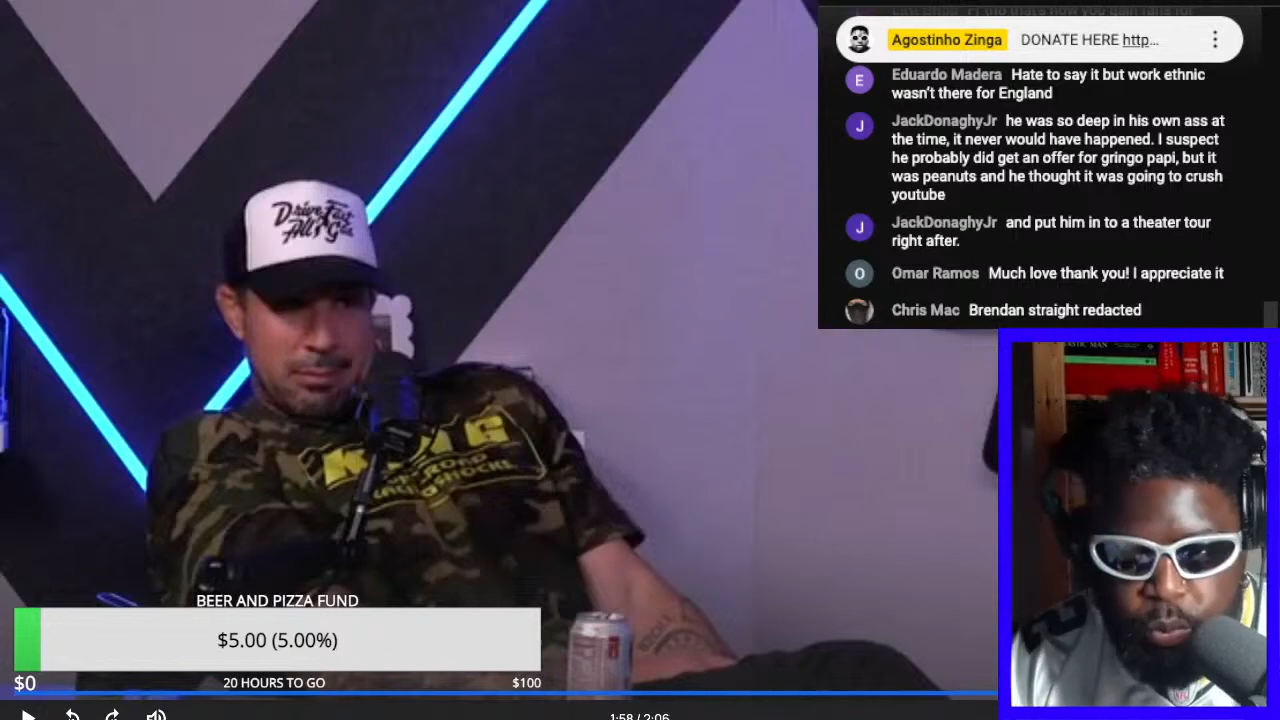 Agostinho Zinga DONATE HERE http...
Eduardo Madera Hate to say it but work ethnic
wasn't there for England
JackDonaghyJr he was so deep in his own ass at
the time, it never would have happened. I suspect
he probably did get an offer for gringo papi, but it
was peanuts and he thought it was going to crush
youtube
JackDonaghyJr and put him in to a theater tour
right after.
Omar Ramos Much love thank you! I appreciate it
Chris Mac Brendan straight redacted
Drive Fast
BEER AND PIZZA FUND
$5.00 (5.00%)
$0 20 HOURS TO GO $100
1:58 / 2:06